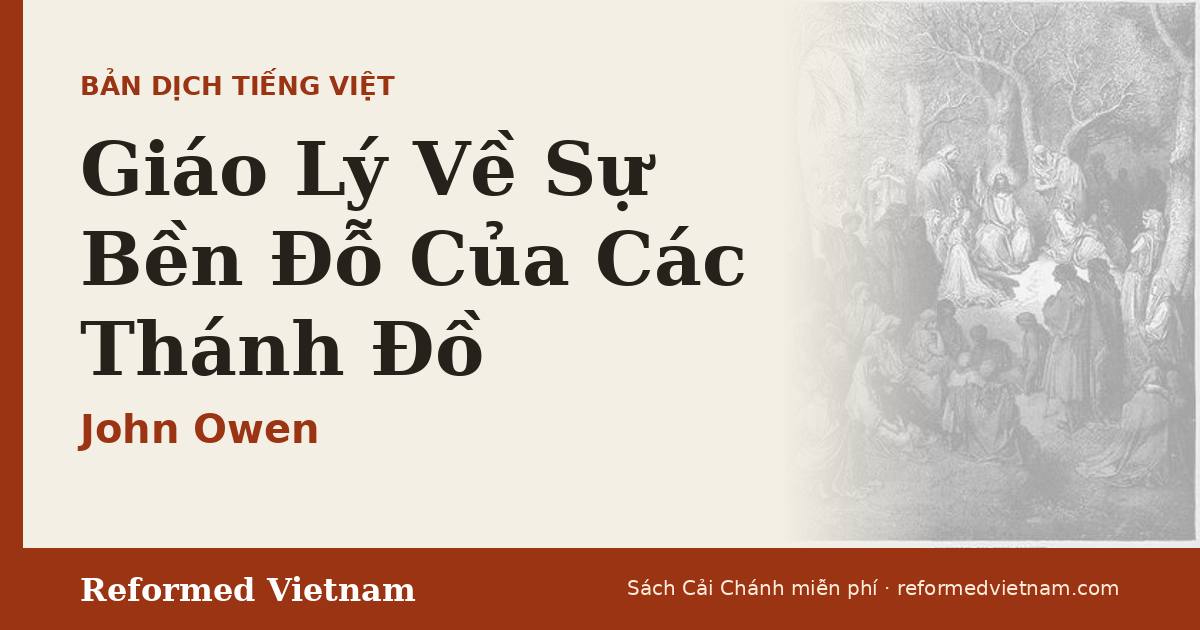 BẢN DỊCH TIẾNG VIỆT
Giáo Lý Về Sự
Bền Đỗ Của Các
Thánh Đồ
John Owen
Reformed Vietnam
Sách Cải Chánh miễn phí · reformedvietnam.com